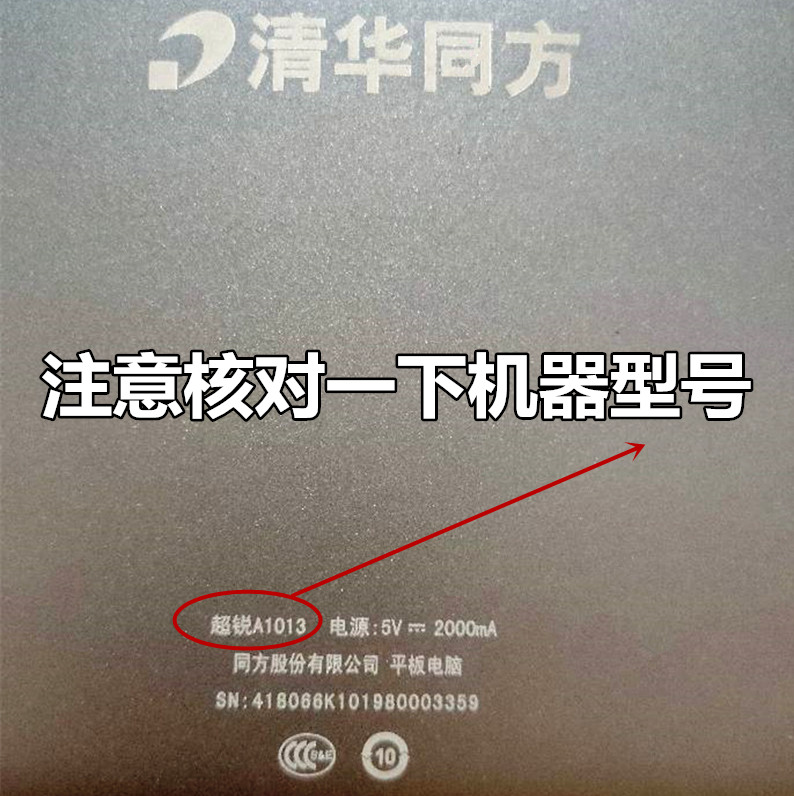 清华同方
注意核对一下机器型号
超锐A1013 电源:5V⎓2000mA
同方股份有限公司 平板电脑
SN:418066K101980003359
CCC S&E 10